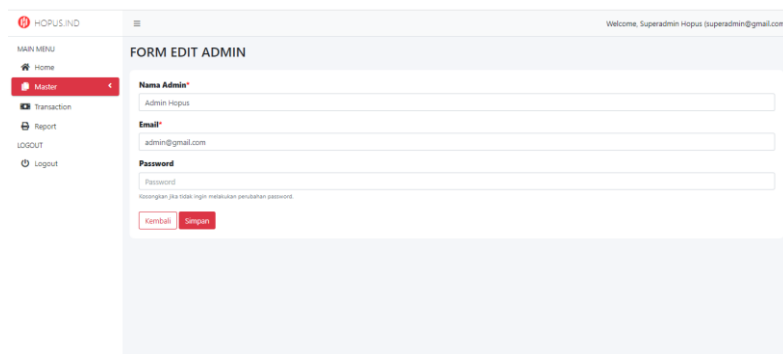 HOPUS.IND
Welcome, Superadmin Hopus (superadmin@gmail.com
MAIN MENU
Home
Master
Transaction
Report
LOGOUT
Logout
FORM EDIT ADMIN
Nama Admin*
Admin Hopus
Email*
admin@gmail.com
Password
Password
Kosongkan jika tidak ingin melakukan perubahan password.
Kembali Simpan